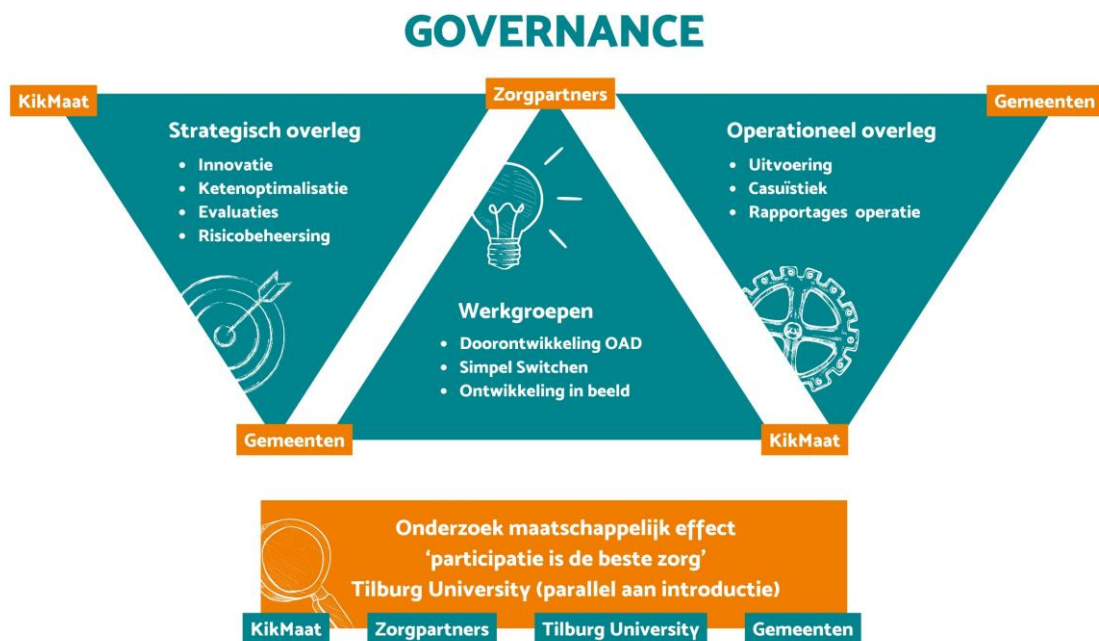 GOVERNANCE
KikMaat
Zorgpartners
Gemeenten
Strategisch overleg
• Innovatie
• Ketenoptimalisatie
• Evaluaties
• Risicobeheersing
Operationeel overleg
• Uitvoering
• Casuïstiek
• Rapportages operatie
Werkgroepen
• Doorontwikkeling OAD
• Simpel Switchen
• Ontwikkeling in beeld
Gemeenten
KikMaat
Onderzoek maatschappelijk effect
‘participatie is de beste zorg’
Tilburg University (parallel aan introductie)
KikMaat
Zorgpartners
Tilburg University
Gemeenten